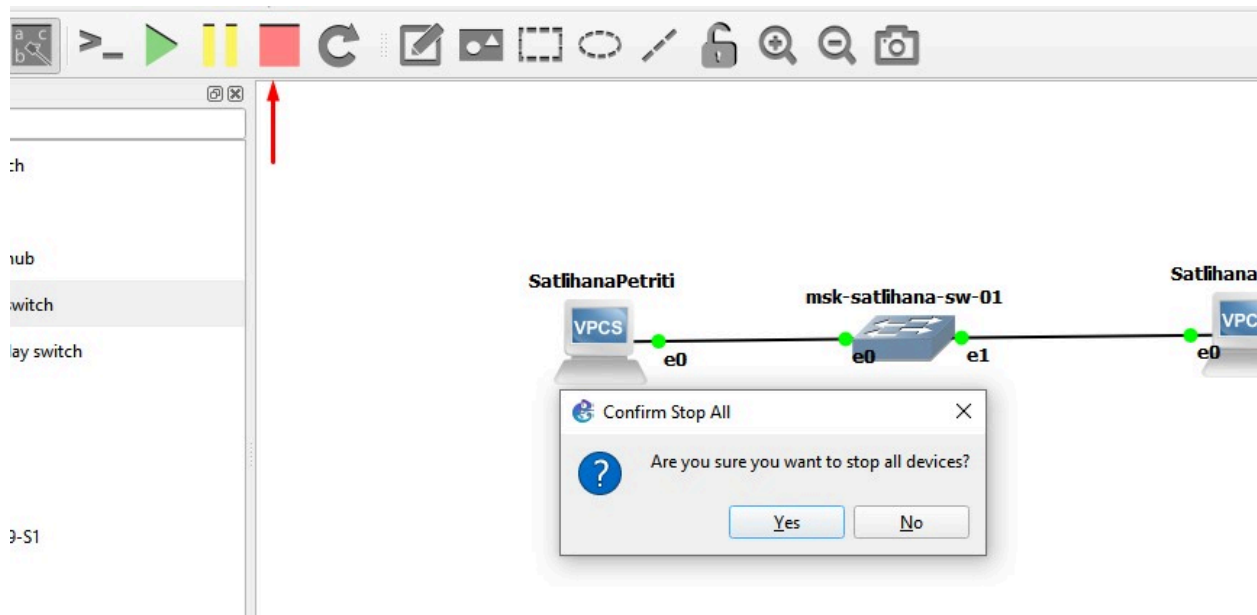 a c
b
>_
ch
hub
switch
lay switch
9-S1
SatlihanaPetriti
VPCS
e0
msk-satlihana-sw-01
e0
e1
Satlihana
VPC
e0
Confirm Stop All
Are you sure you want to stop all devices?
Yes
No